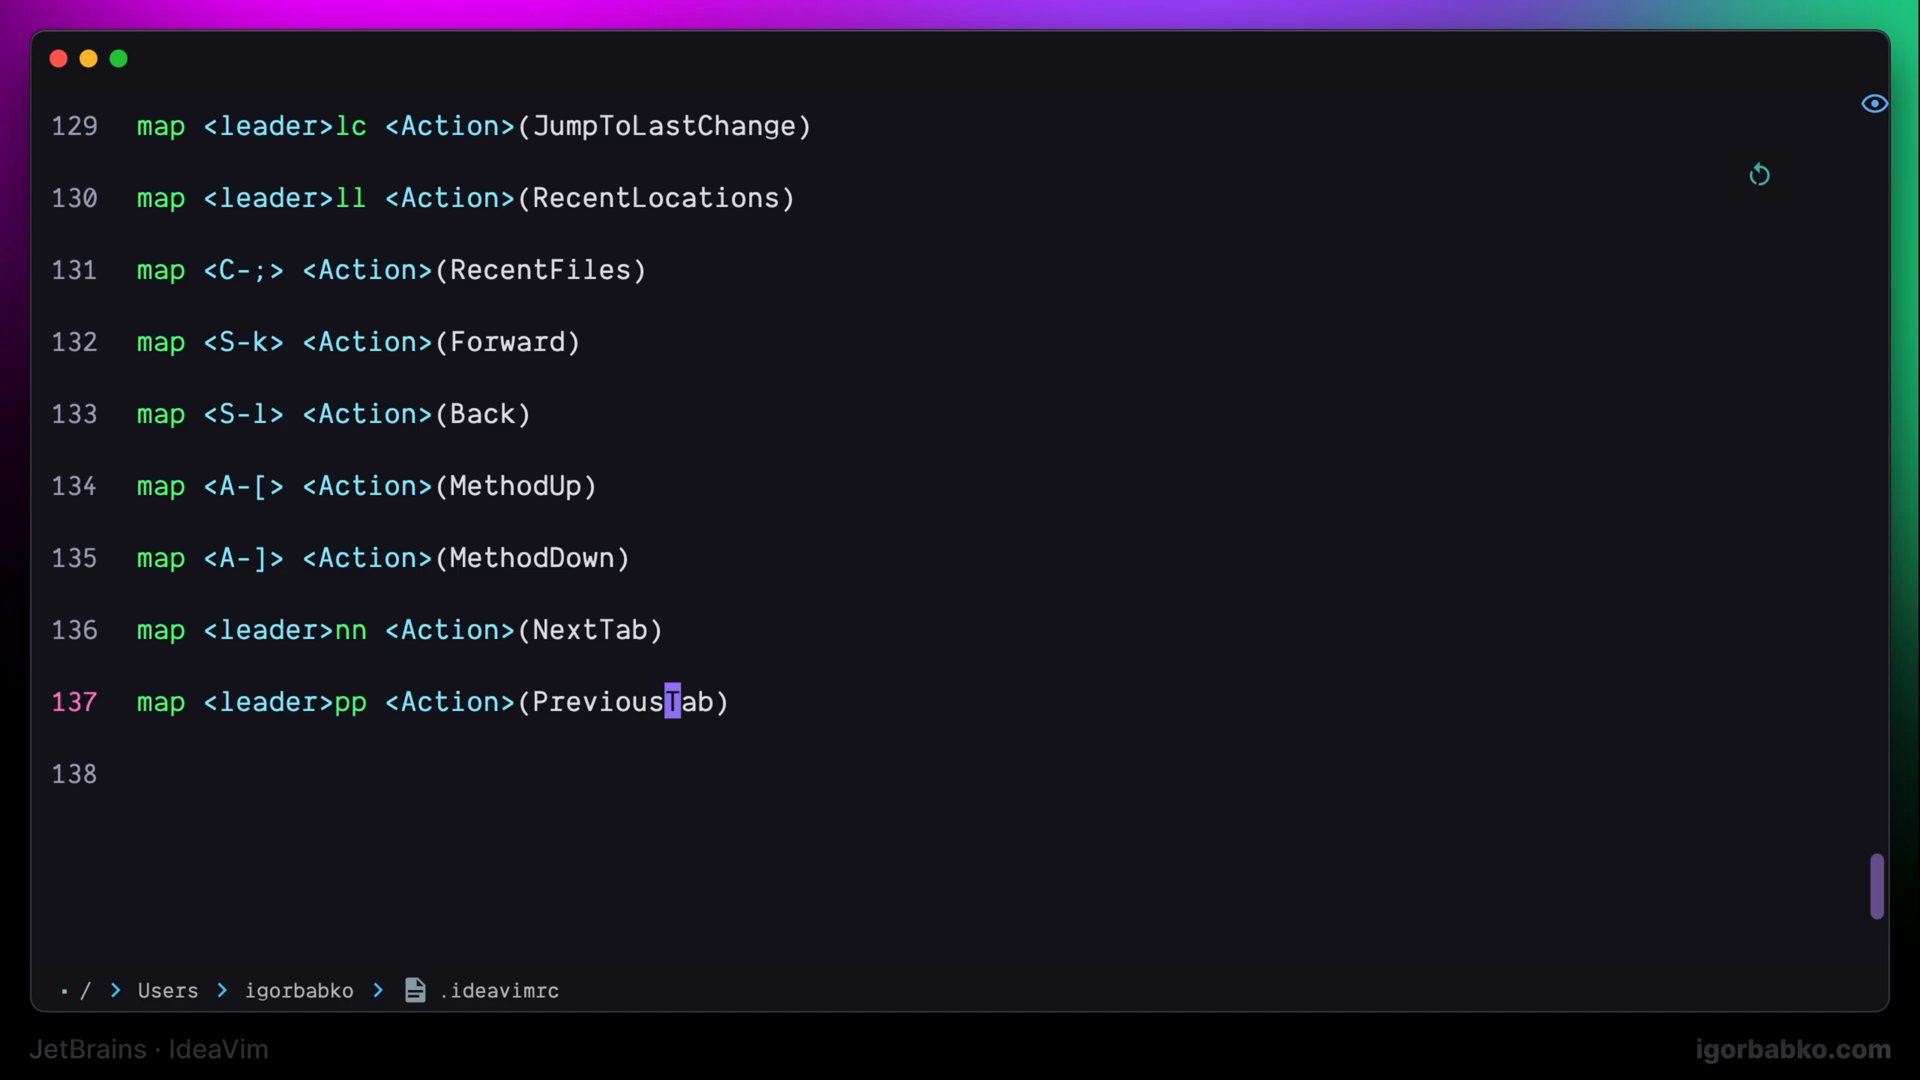 129 map <leader>lc <Action>(JumpToLastChange)
130 map <leader>ll <Action>(RecentLocations)
131 map <C-;> <Action>(RecentFiles)
132 map <S-k> <Action>(Forward)
133 map <S-l> <Action>(Back)
134 map <A-[> <Action>(MethodUp)
135 map <A-]> <Action>(MethodDown)
136 map <leader>nn <Action>(NextTab)
137 map <leader>pp <Action>(PreviousTab)
138
/ > Users > igorbabko > .ideavimrc
JetBrains · IdeaVim
igorbabko.com